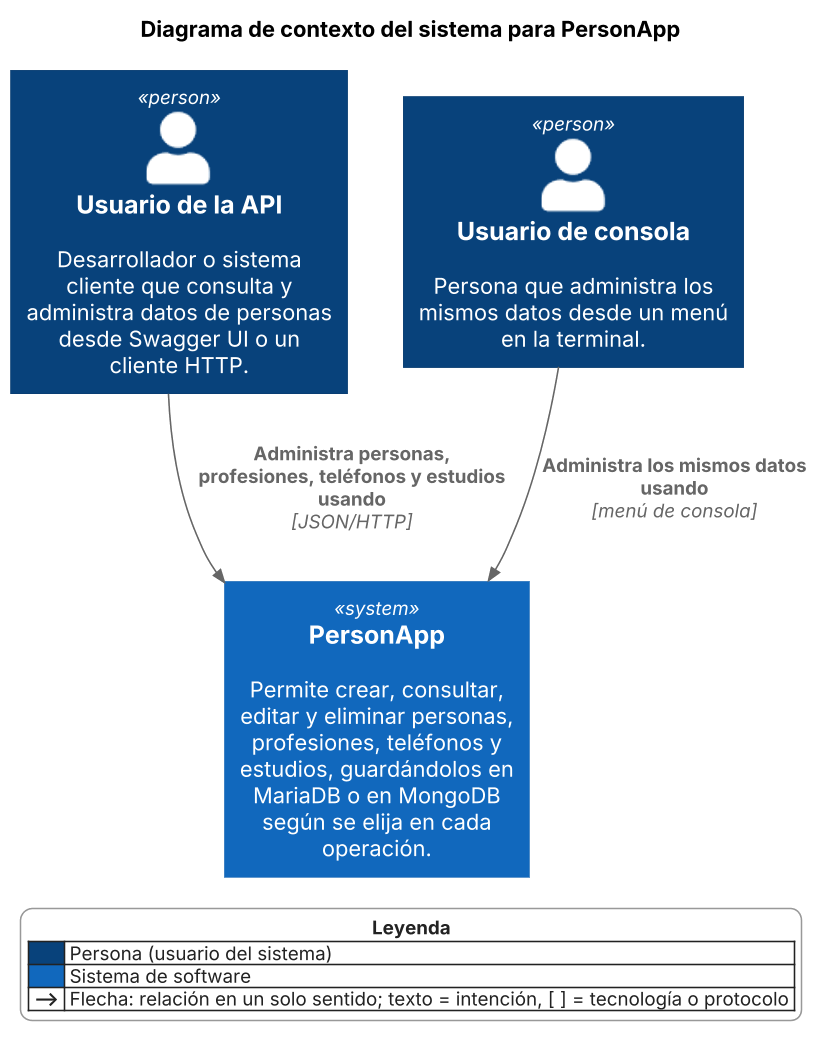 Diagrama de contexto del sistema para PersonApp
«person»
Usuario de la API
Desarrollador o sistema
cliente que consulta y
administra datos de personas
desde Swagger UI o un
cliente HTTP.
«person»
Usuario de consola
Persona que administra los
mismos datos desde un menú
en la terminal.
Administra personas,
profesiones, teléfonos y estudios
usando
[JSON/HTTP]
Administra los mismos datos
usando
[menú de consola]
«system»
PersonApp
Permite crear, consultar,
editar y eliminar personas,
profesiones, teléfonos y
estudios, guardándolos en
MariaDB o en MongoDB
según se elija en cada
operación.
Leyenda
Persona (usuario del sistema)
Sistema de software
→ Flecha: relación en un solo sentido; texto = intención, [ ] = tecnología o protocolo